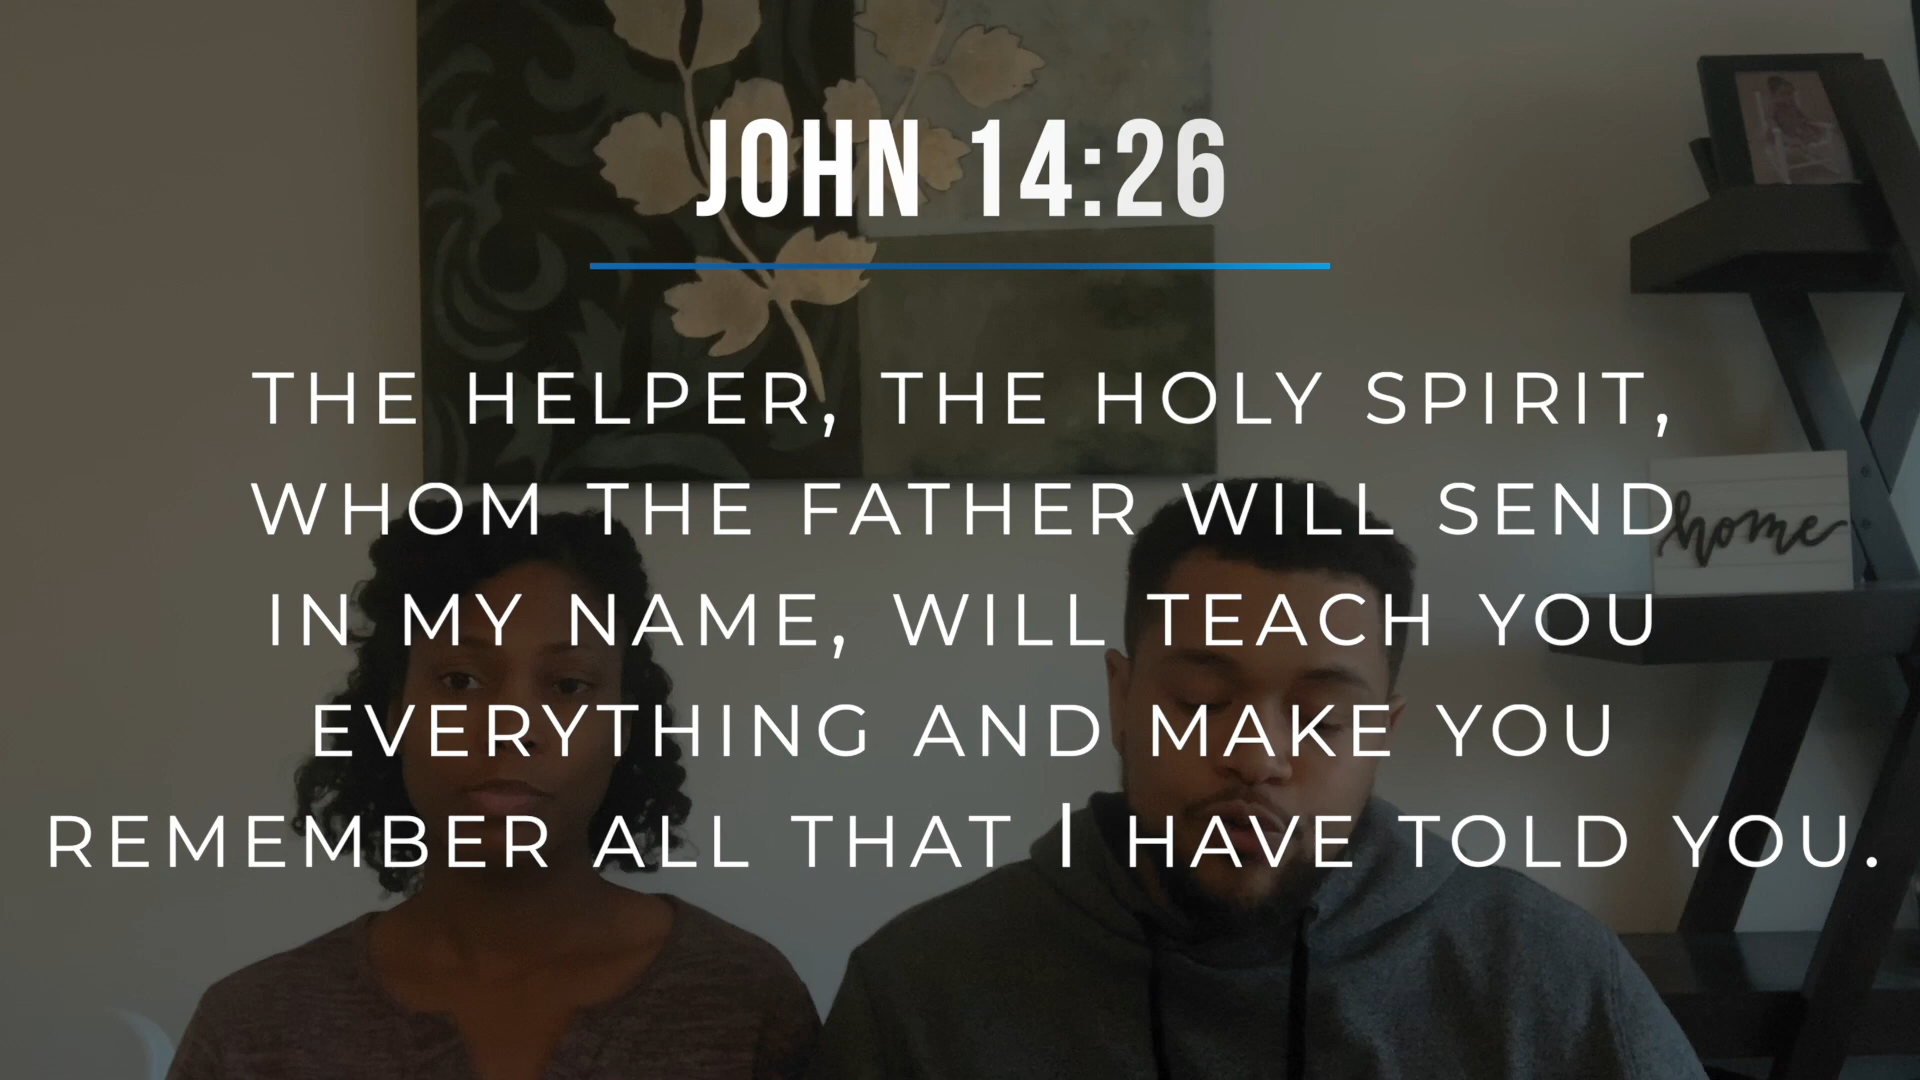 JOHN 14:26
THE HELPER, THE HOLY SPIRIT,
WHOM THE FATHER WILL SEND
home
IN MY NAME, WILL TEACH YOU
EVERYTHING AND MAKE YOU
REMEMBER ALL THAT I HAVE TOLD YOU.